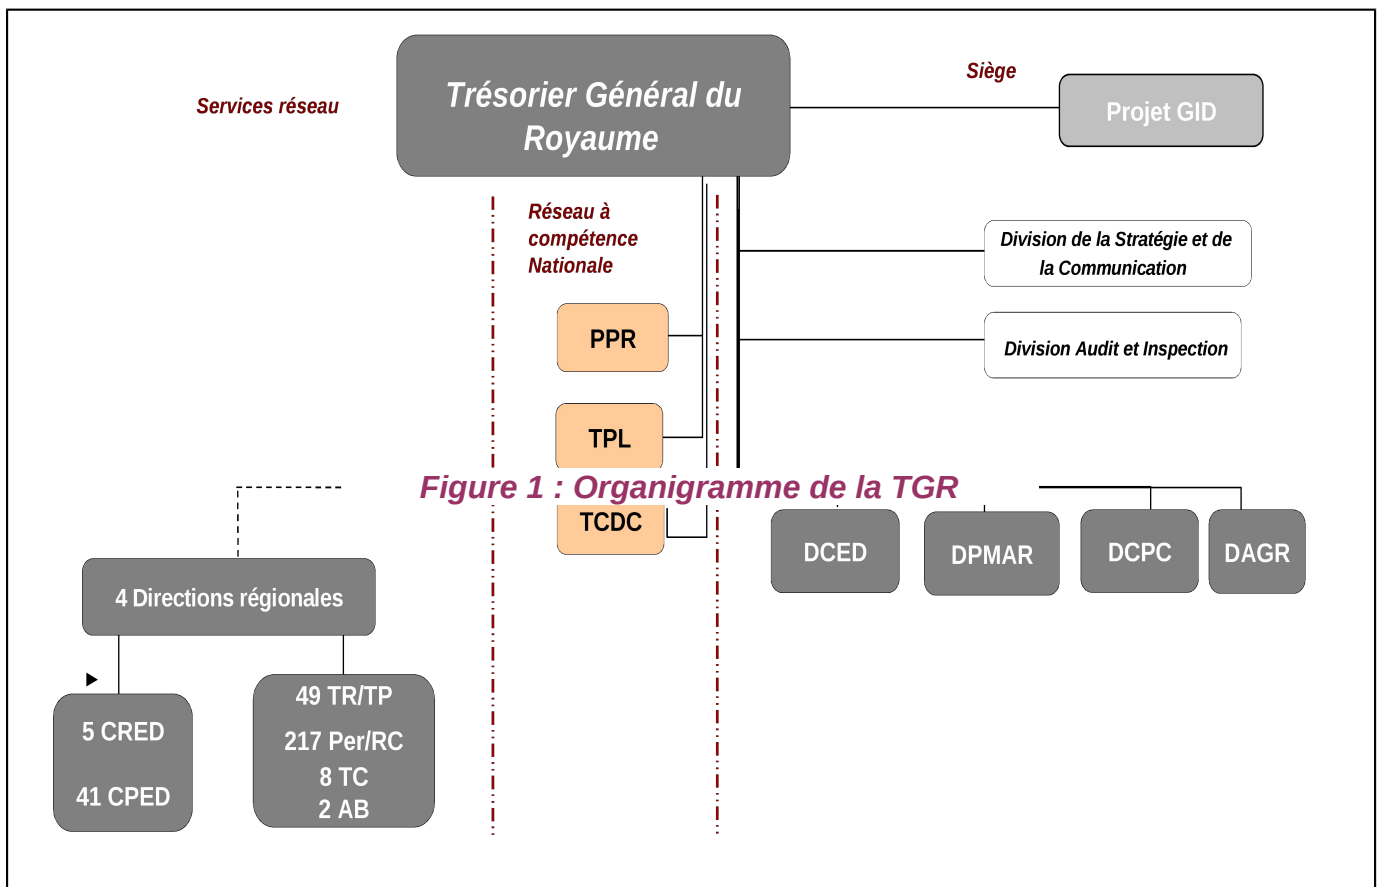 Trésorier Général du
Royaume
Services réseau
Siège
Projet GID
Réseau à
compétence
Nationale
Division de la Stratégie et de
la Communication
PPR
Division Audit et Inspection
TPL
Figure 1 : Organigramme de la TGR
TCDC
DCED
DPMAR
DCPC
DAGR
4 Directions régionales
5 CRED
41 CPED
49 TR/TP
217 Per/RC
8 TC
2 AB